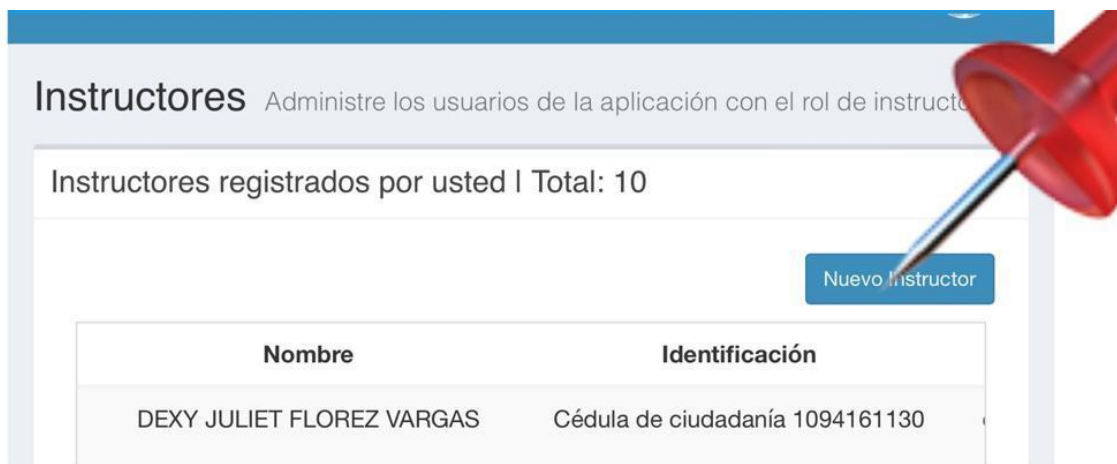 Instructores Administre los usuarios de la aplicación con el rol de
Instructores registrados por usted | Total: 10
Nuevo Instructor
Nombre Identificación
DEXY JULIET FLOREZ VARGAS Cédula de ciudadanía 1094161130